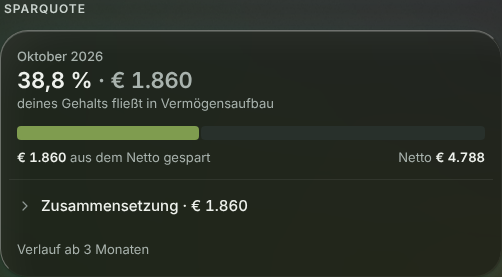 SPARQUOTE
Oktober 2026
38,8 % · € 1.860
deines Gehalts fließt in Vermögensaufbau
€ 1.860 aus dem Netto gespart
Netto € 4.788
Zusammensetzung · € 1.860
Verlauf ab 3 Monaten